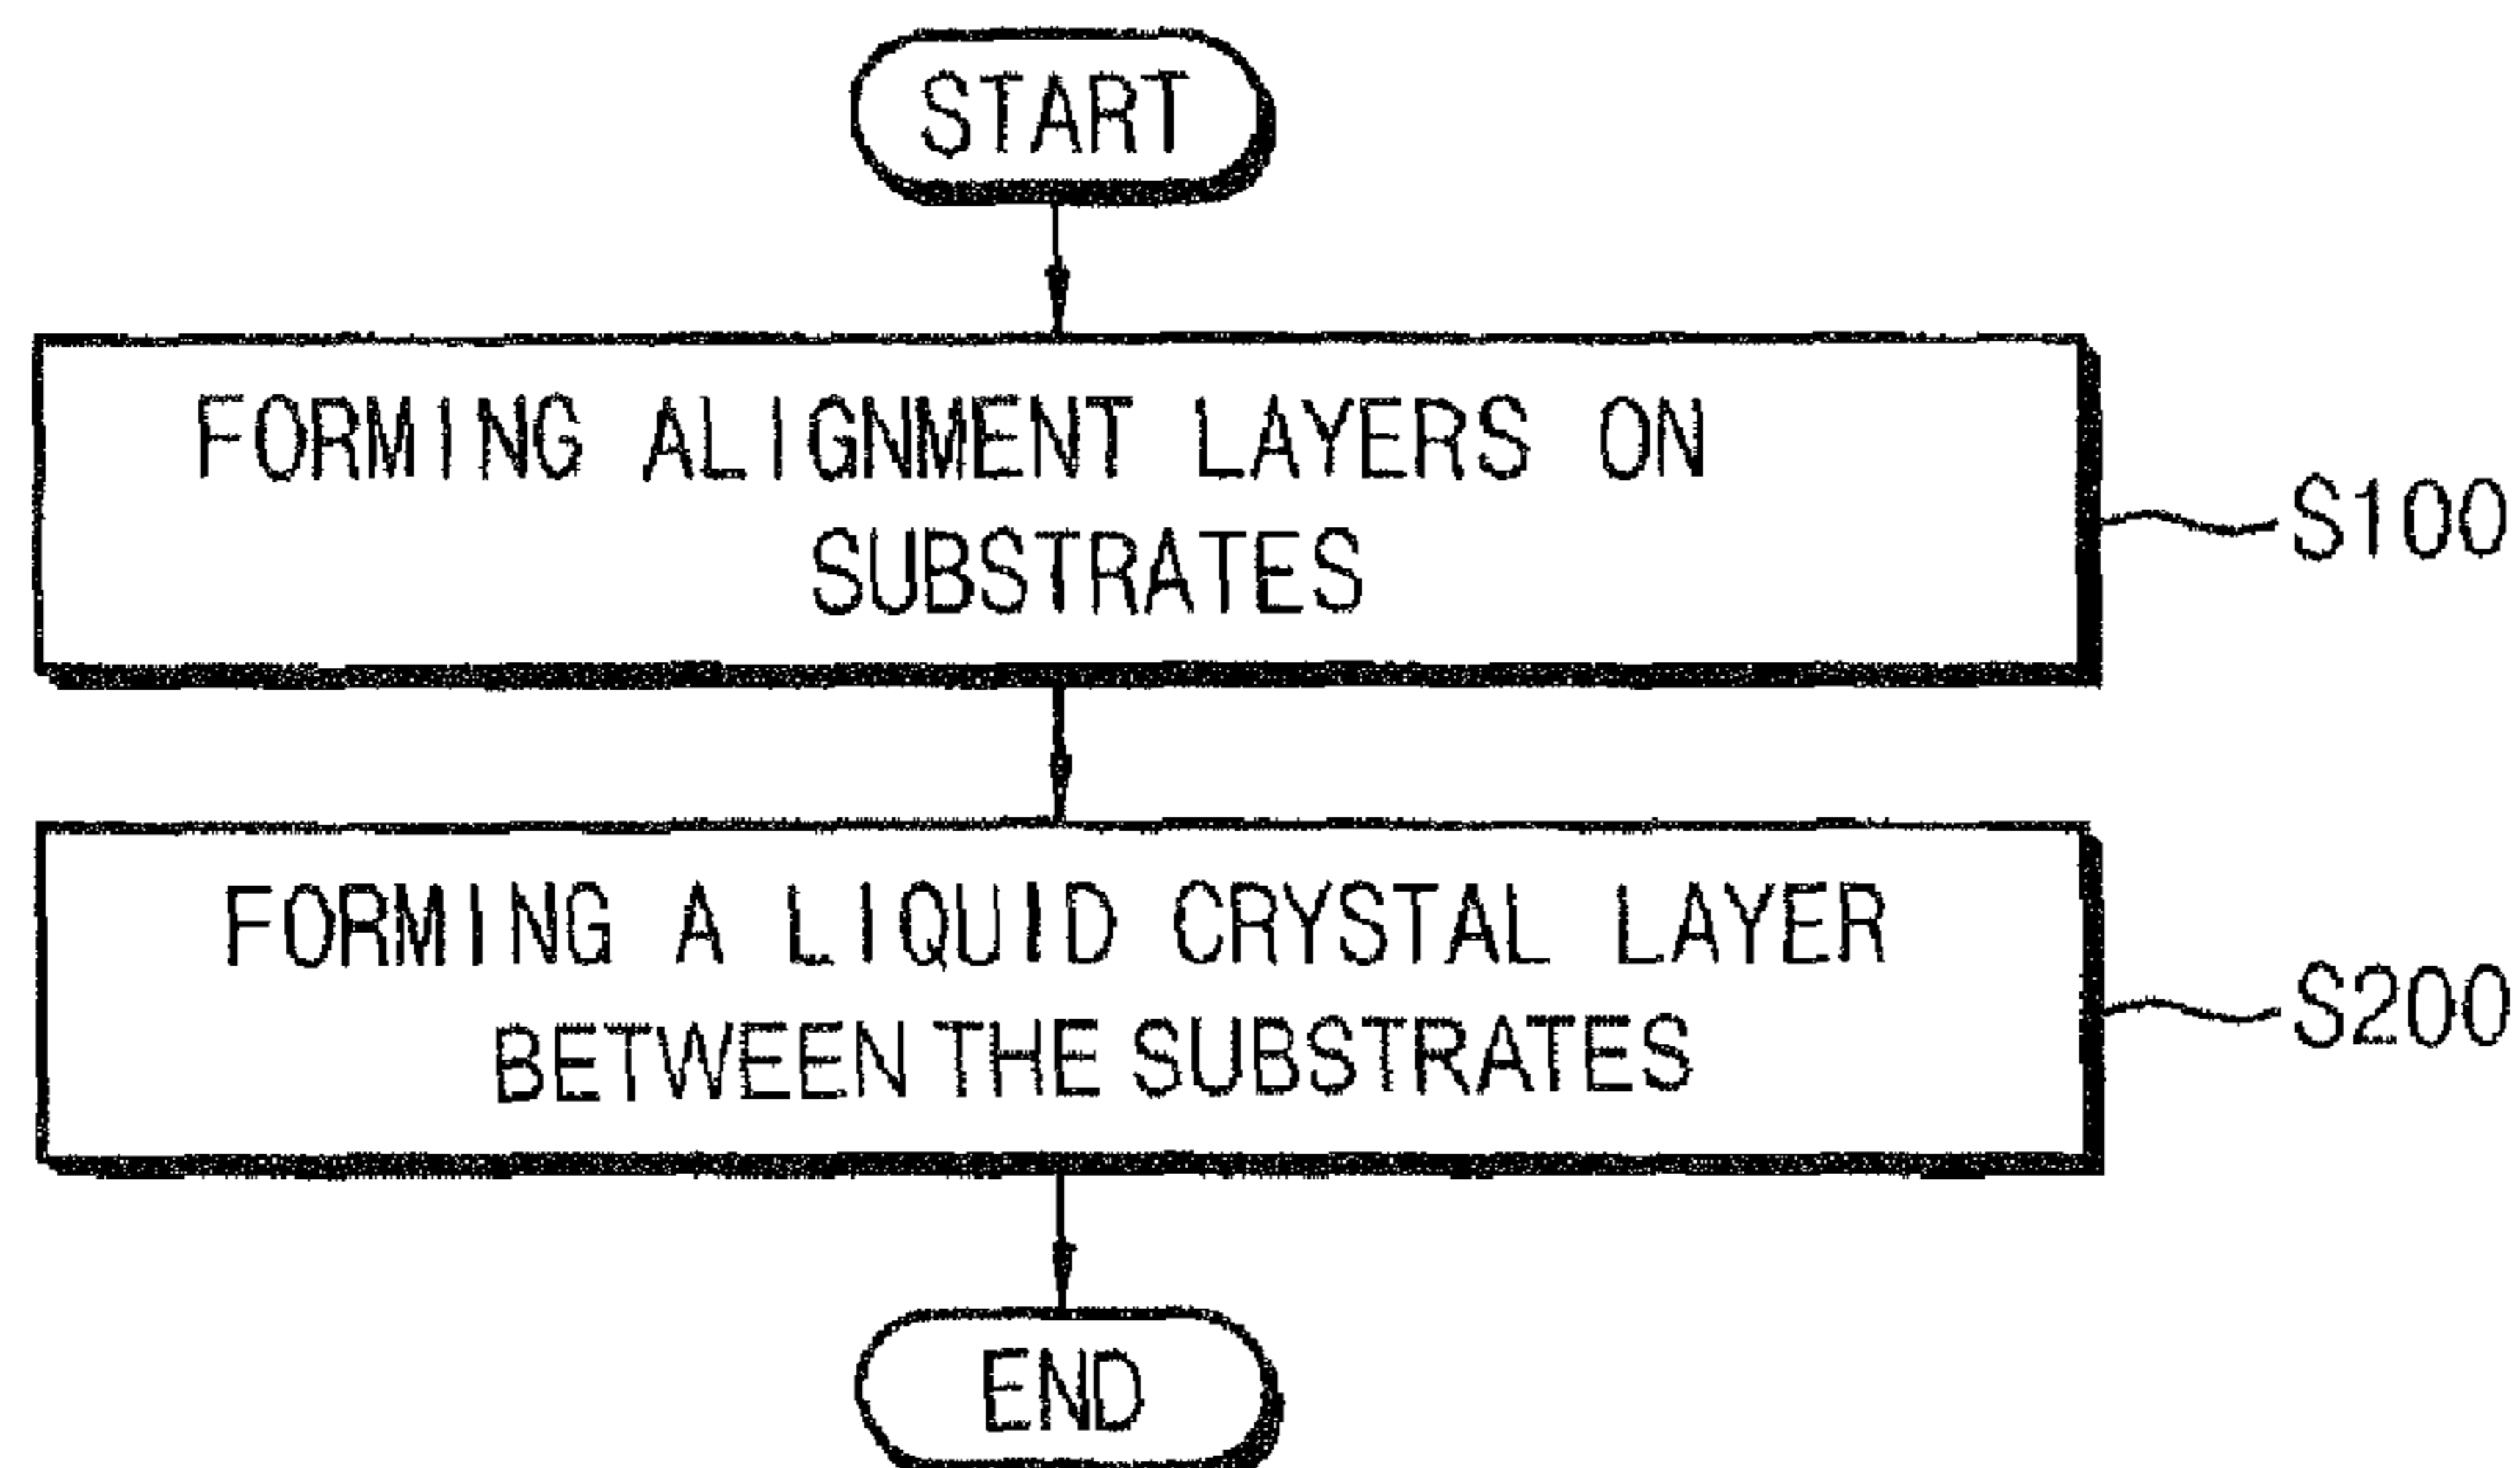 START
FORMING ALIGNMENT LAYERS ON
SUBSTRATES
S100
FORMING A LIQUID CRYSTAL LAYER
BETWEEN THE SUBSTRATES
S200
END